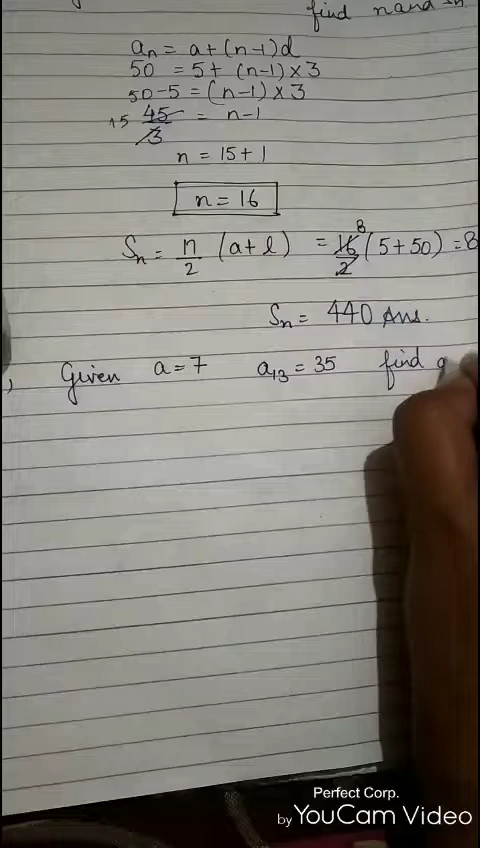 find n and Sn
an = a+(n-1)d
50 = 5+ (n-1)×3
50-5 = (n-1)×3
15 45/3 = n-1
n = 15+1
n = 16
Sn = n/2 (a+l) = 16/2 8 (5+50) = 8
Sn = 440 Ans.
Given a=7 a13 = 35 find
Perfect Corp.
by YouCam Video